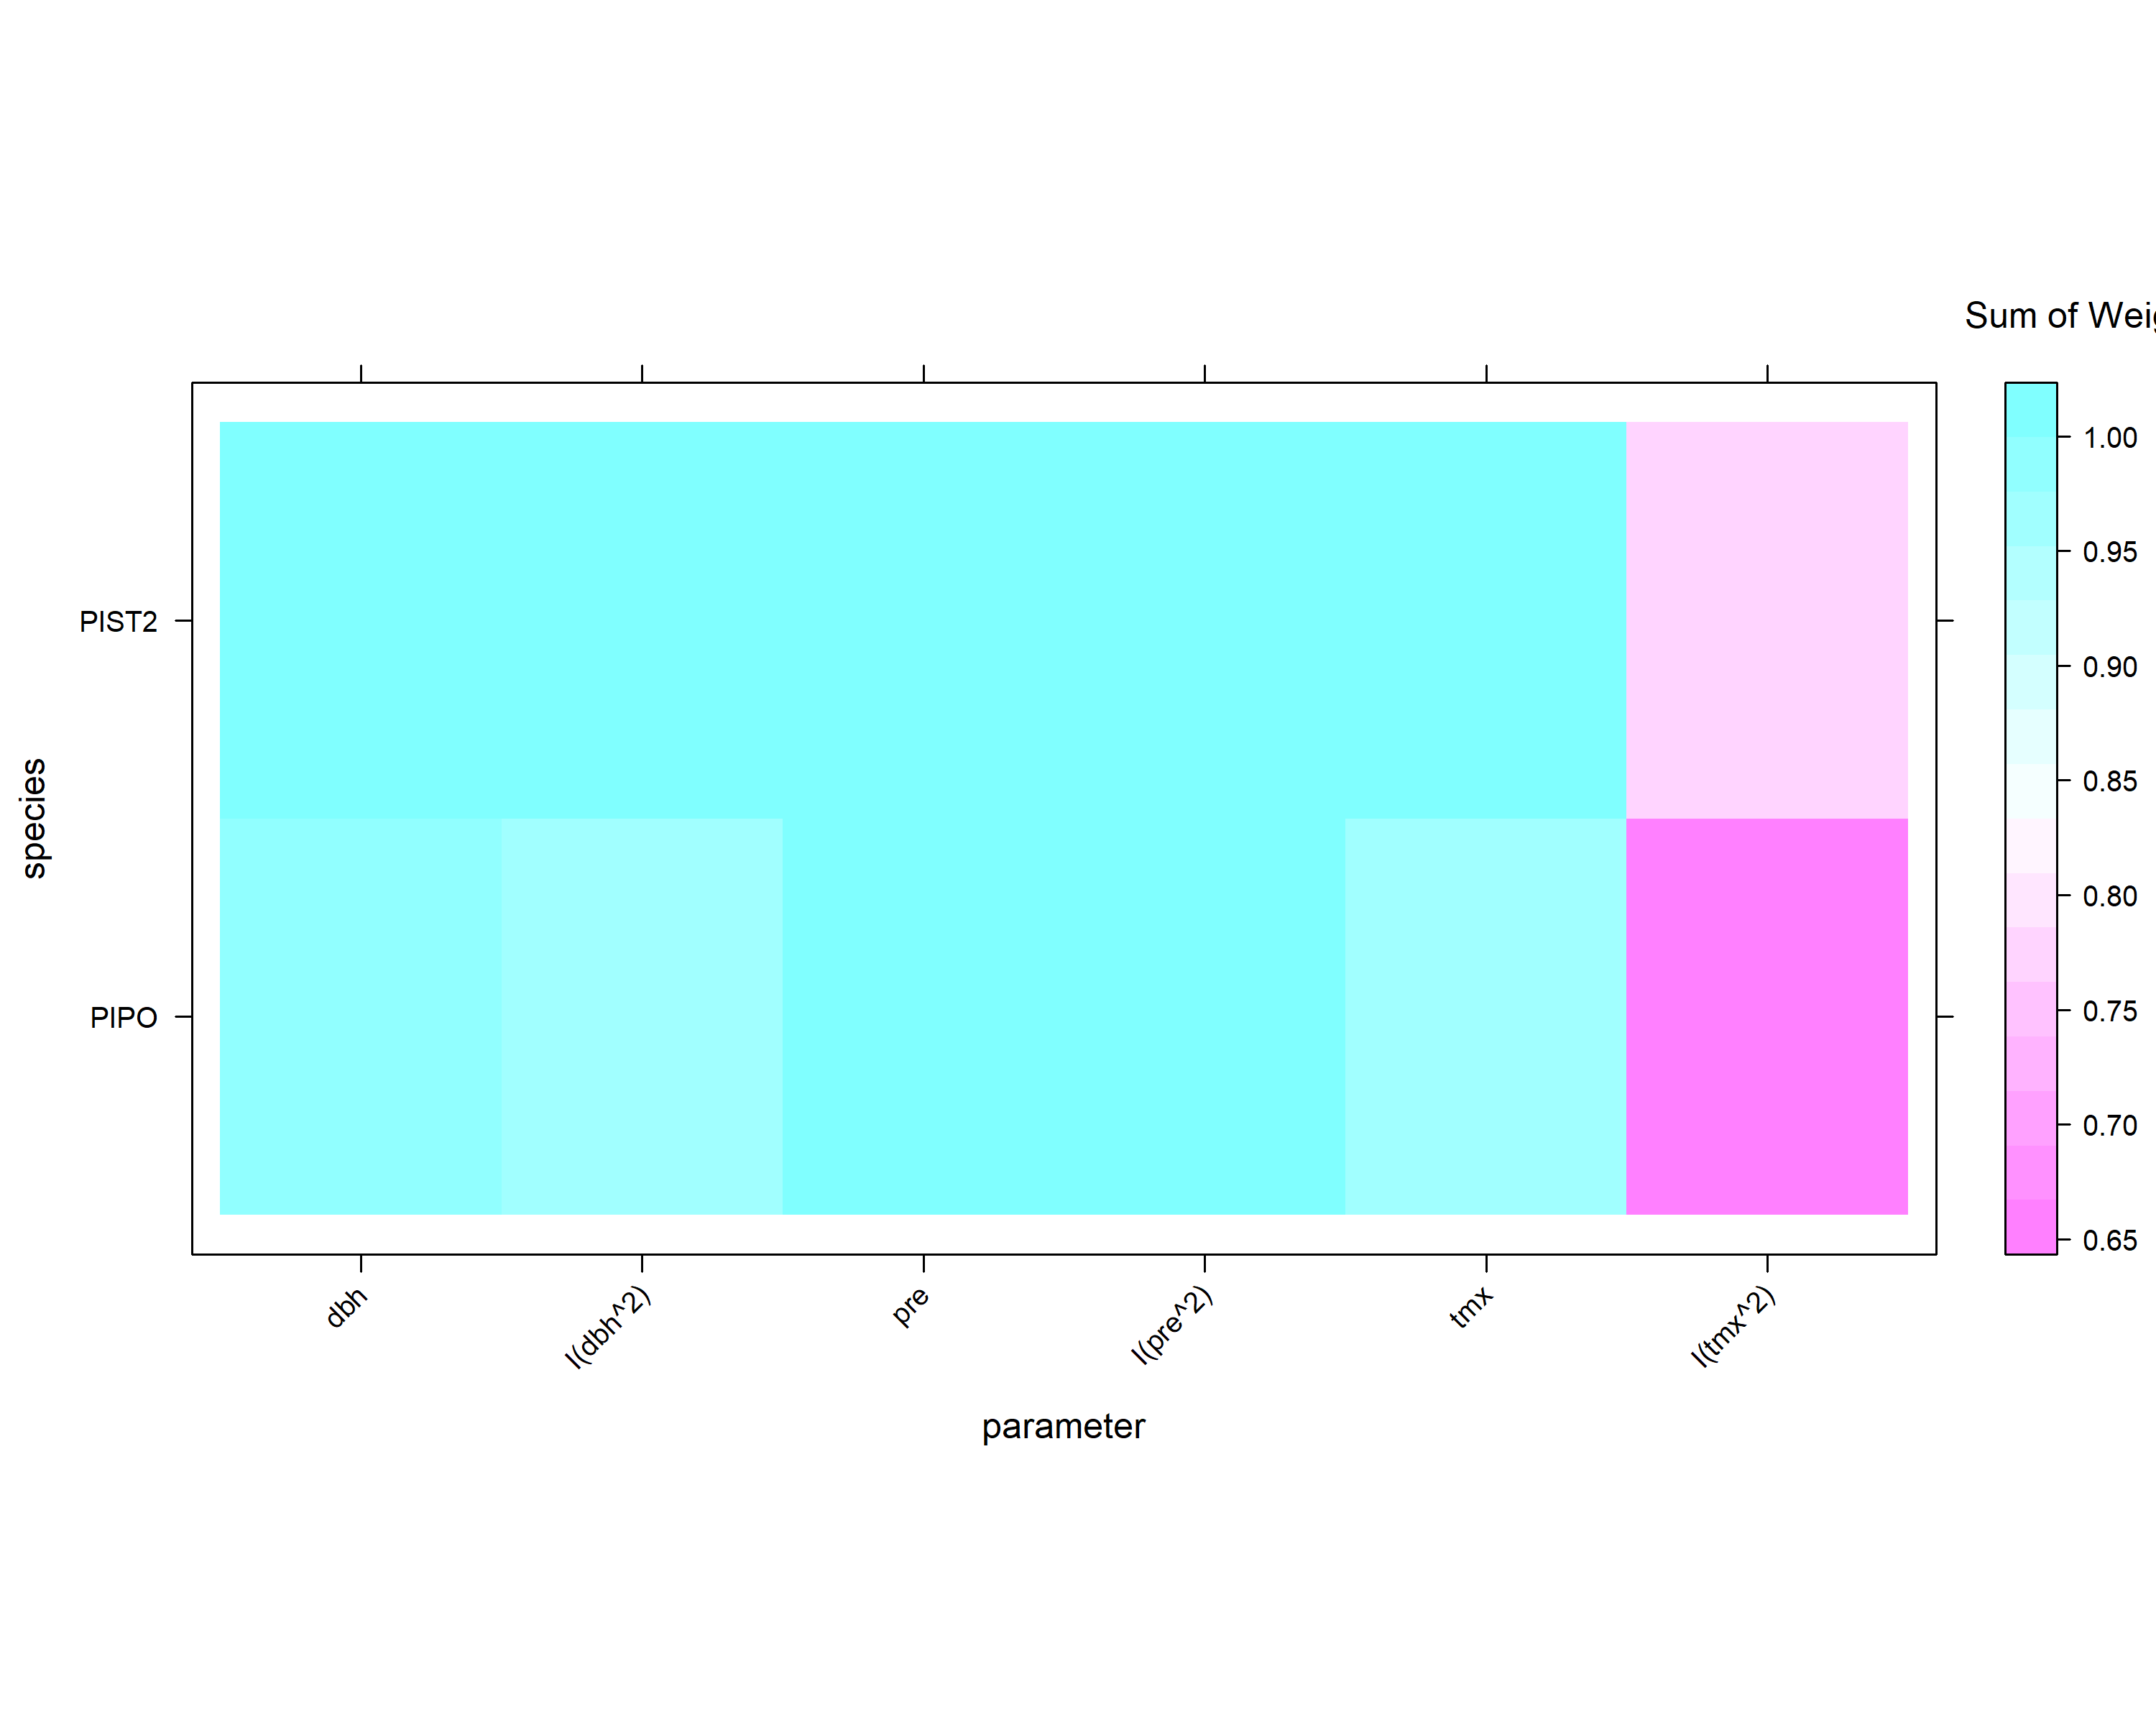 Sum of
1.00
0.95
0.90
0.85
0.80
0.75
0.70
0.65
species
PIST2
PIPO
dbh
I(dbh^2)
pre
I(pre^2)
tmx
I(tmx^2)
parameter